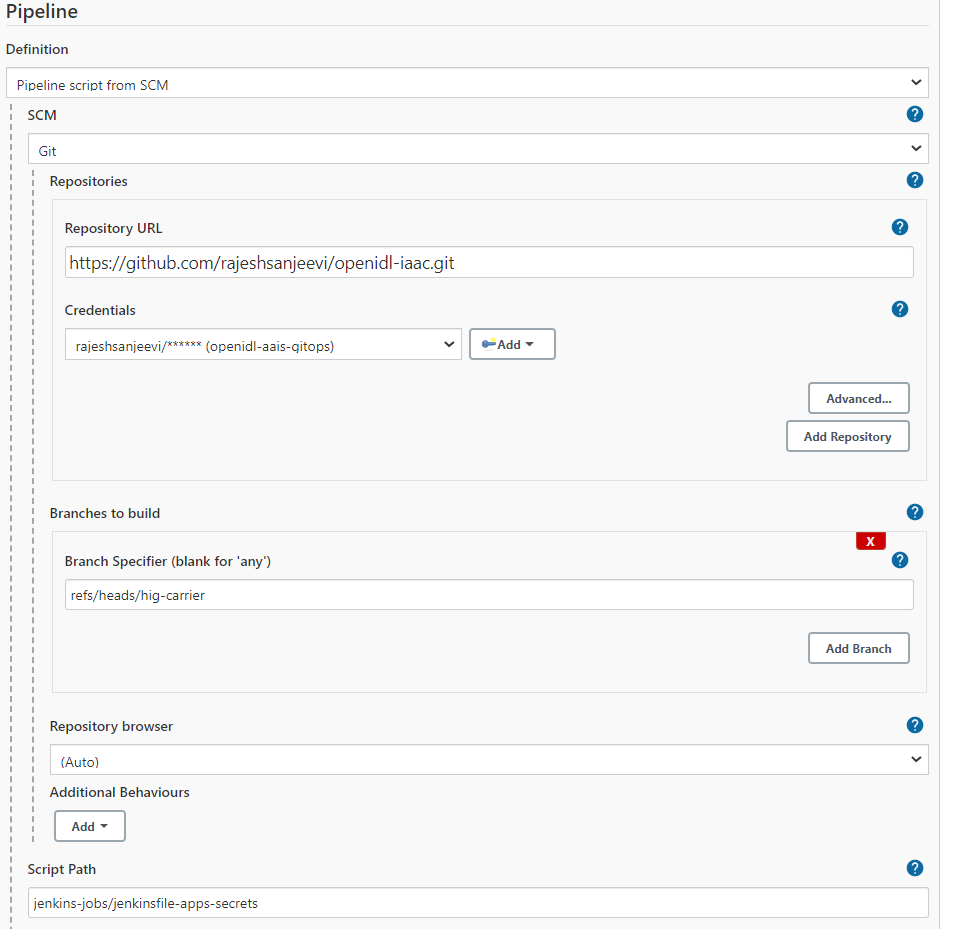 Pipeline
Definition
Pipeline script from SCM
SCM
?
Git
Repositories
?
Repository URL
?
https://github.com/rajeshsanjeevi/openidl-iaac.git
Credentials
?
rajeshsanjeevi/****** (openidl-aais-gitops)
Add
Advanced...
Add Repository
Branches to build
?
X
Branch Specifier (blank for 'any')
?
refs/heads/hig-carrier
Add Branch
Repository browser
?
(Auto)
Additional Behaviours
Add
Script Path
?
jenkins-jobs/jenkinsfile-apps-secrets